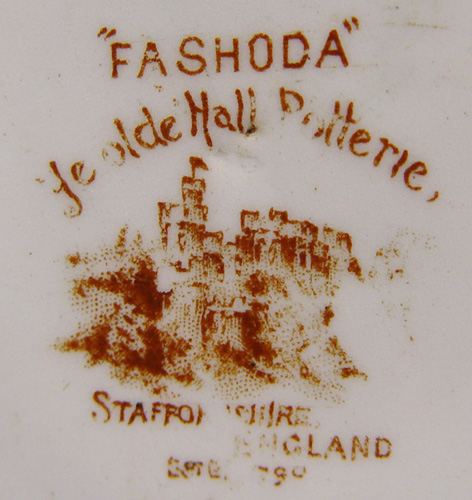 "FASHODA"
Ye olde Hall Potterie,
STAFFORDSHIRE,
ENGLAND